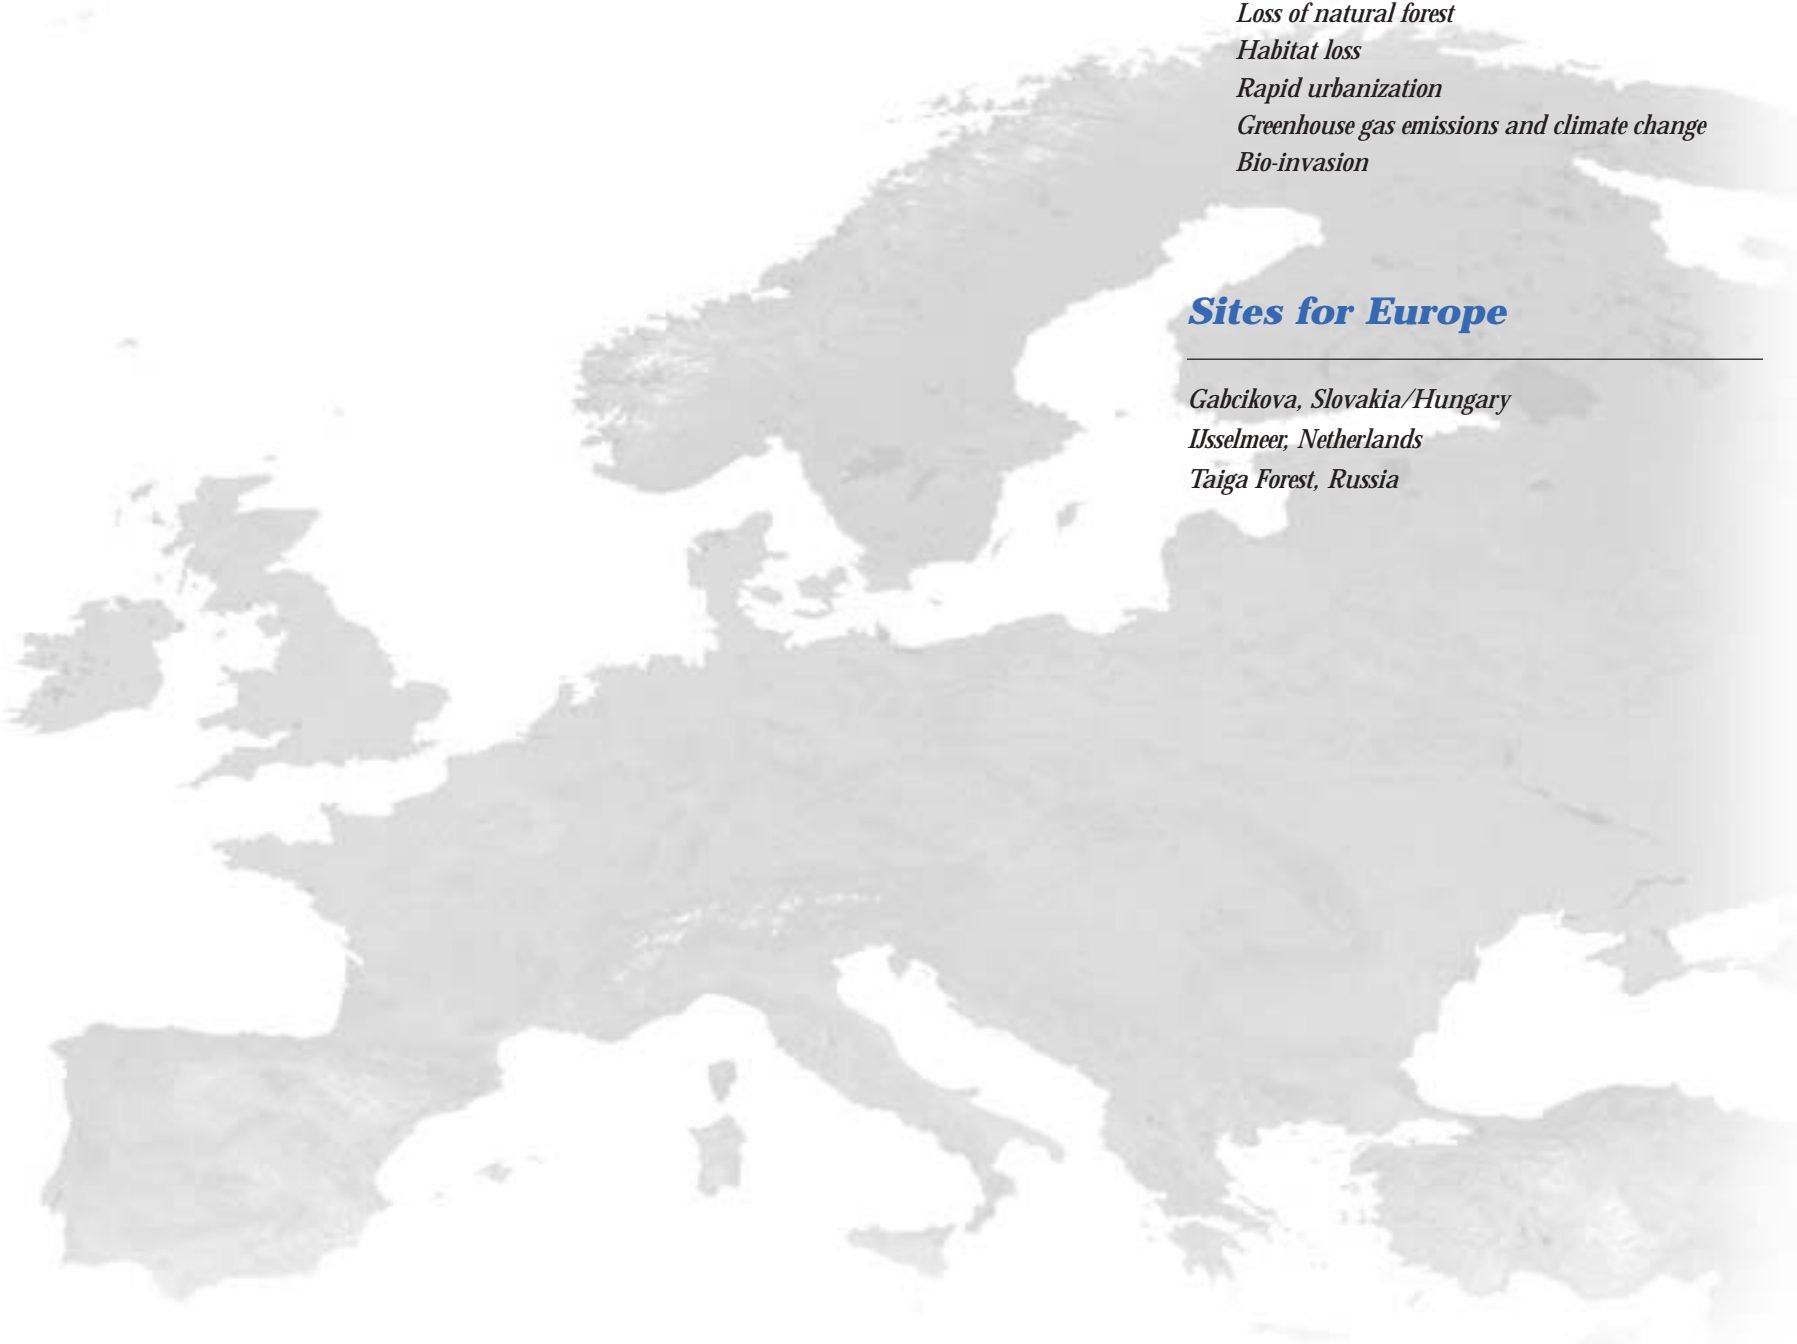 Loss of natural forest
Habitat loss
Rapid urbanization
Greenhouse gas emissions and climate change
Bio-invasion
Sites for Europe
Gabcikova, Slovakia/Hungary
IJsselmeer, Netherlands
Taiga Forest, Russia